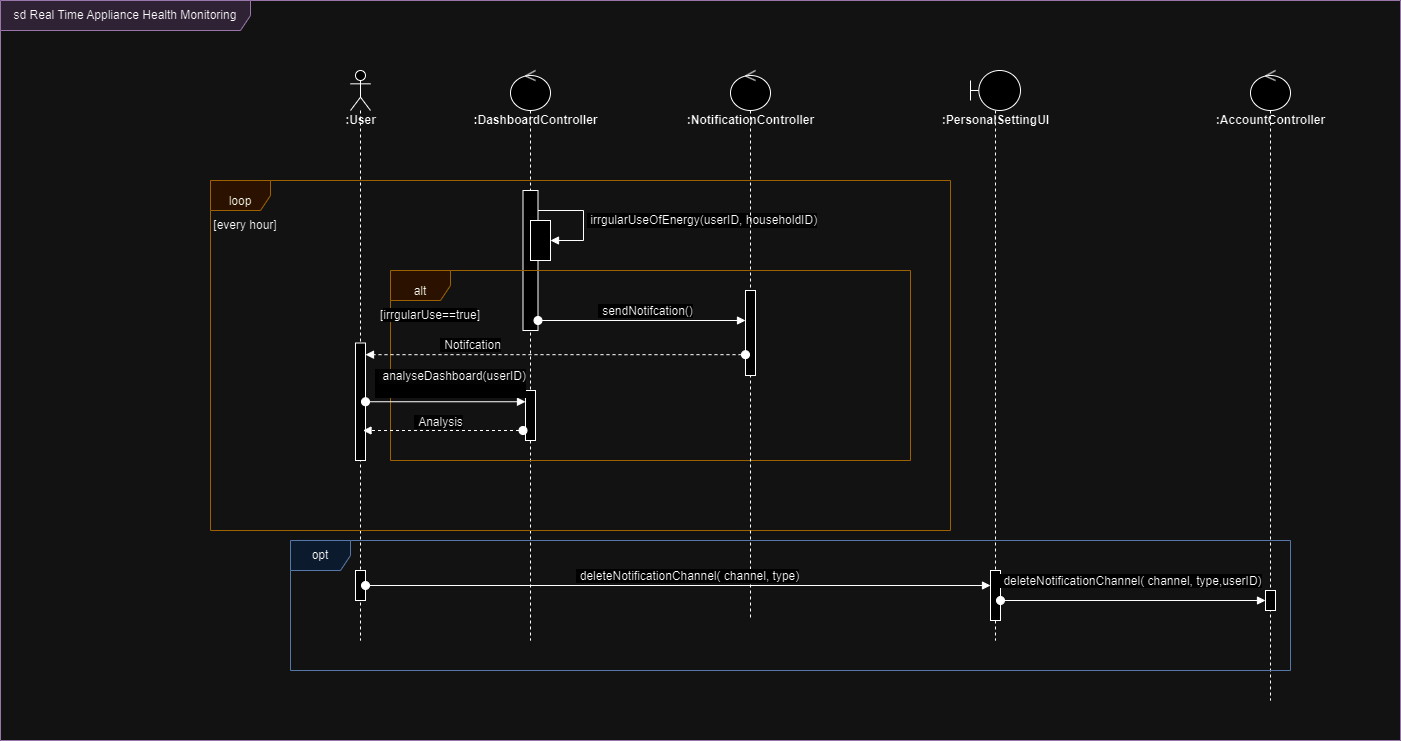 sd Real Time Appliance Health Monitoring
:User
:DashboardController
:NotificationController
:PersonalSettingUI
:AccountController
loop
[every hour]
irrgularUseOfEnergy(userID, householdID)
alt
[irrgularUse==true]
sendNotifcation()
Notifcation
analyseDashboard(userID)
Analysis
opt
deleteNotificationChannel( channel, type)
deleteNotificationChannel( channel, type,userID)